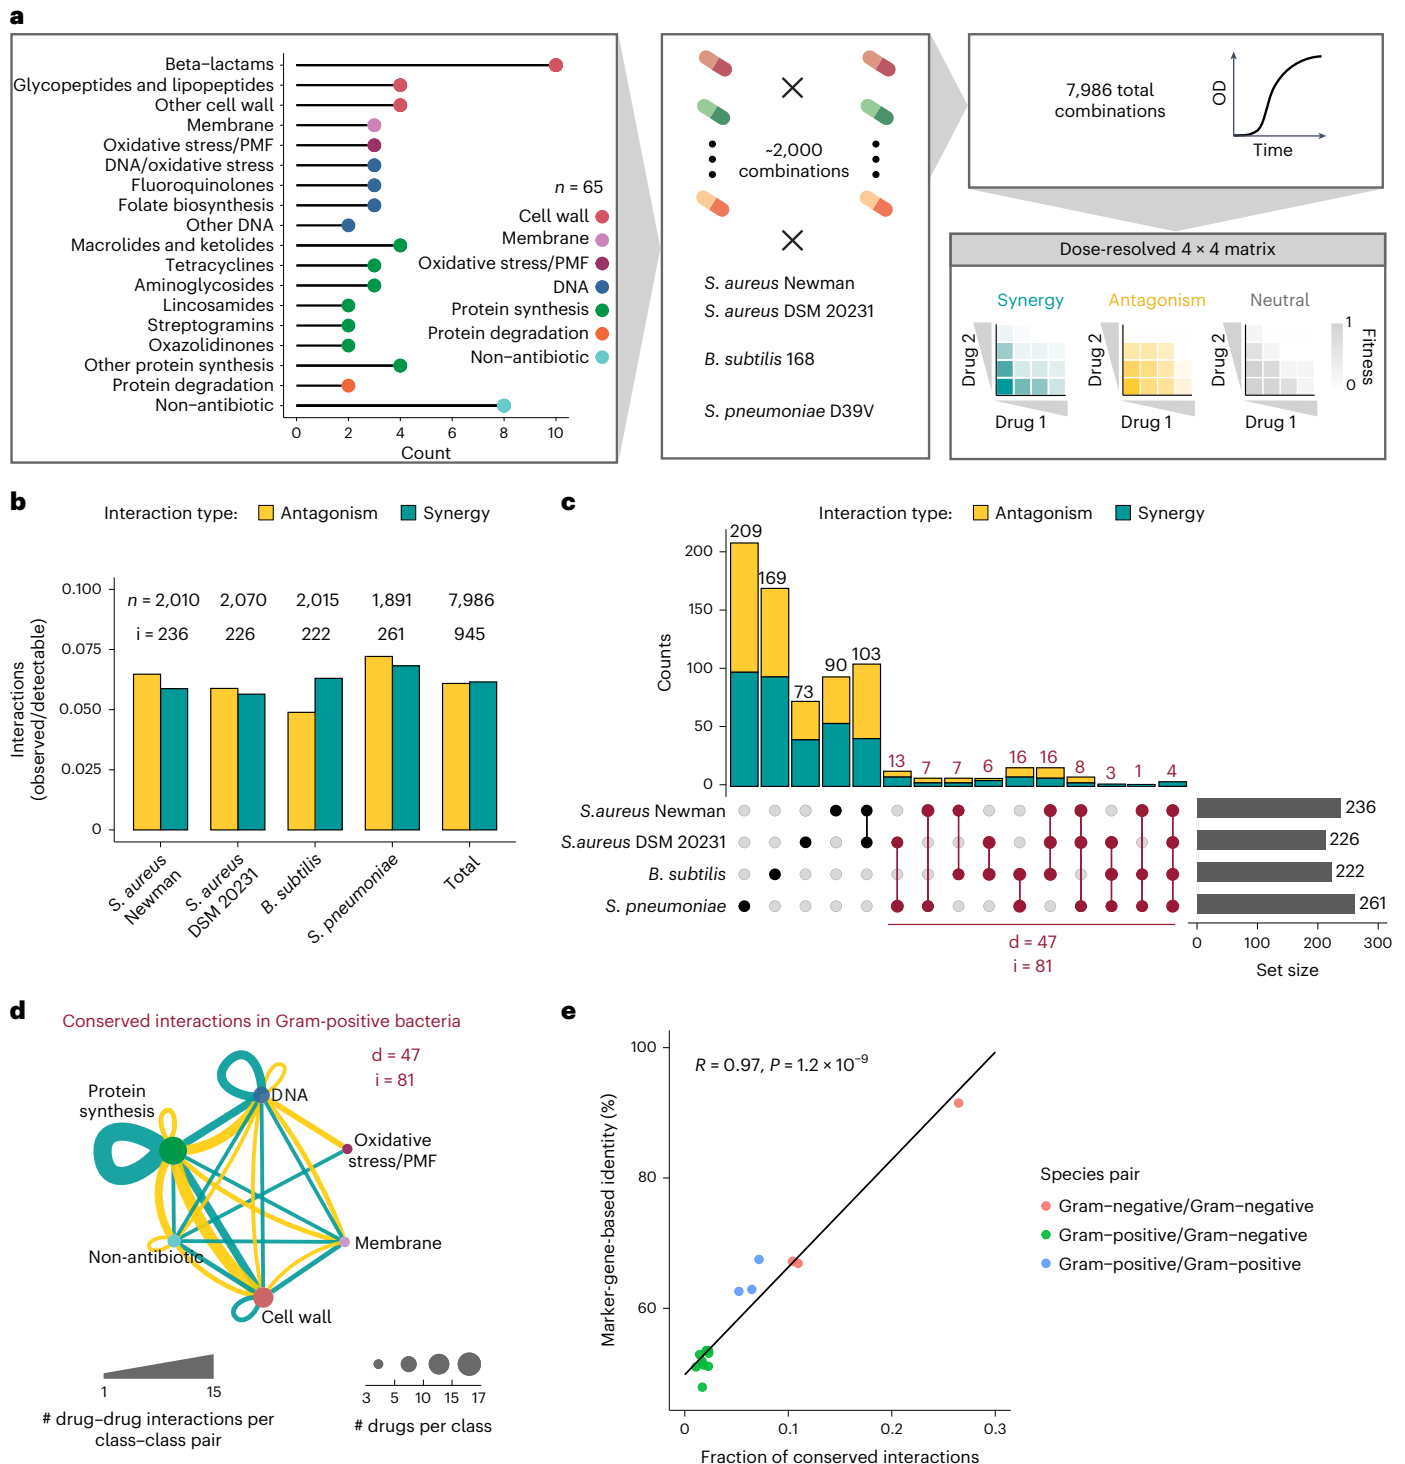 a
Beta–lactams
Glycopeptides and lipopeptides
Other cell wall
Membrane
Oxidative stress/PMF
DNA/oxidative stress
Fluoroquinolones
Folate biosynthesis
Other DNA
Macrolides and ketolides
Tetracyclines
Aminoglycosides
Lincosamides
Streptogramins
Oxazolidinones
Other protein synthesis
Protein degradation
Non–antibiotic
0 2 4 6 8 10
Count
n = 65
Cell wall
Membrane
Oxidative stress/PMF
DNA
Protein synthesis
Protein degradation
Non–antibiotic
~2,000
combinations
S. aureus Newman
S. aureus DSM 20231
B. subtilis 168
S. pneumoniae D39V
7,986 total
combinations
OD
Time
Dose-resolved 4 × 4 matrix
Synergy Antagonism Neutral
Drug 2 Drug 2 Drug 2
Drug 1 Drug 1 Drug 1
1
0
Fitness
b
Interaction type: Antagonism Synergy
Interactions
(observed/detectable)
0.100
0.075
0.050
0.025
0
n = 2,010 2,070 2,015 1,891 7,986
i = 236 226 222 261 945
S. aureus
Newman
S. aureus
DSM 20231
B. subtilis
S. pneumoniae
Total
c
Interaction type: Antagonism Synergy
Counts
200
150
100
50
0
209 169 73 90 103 13 7 7 6 16 16 8 3 1 4
S.aureus Newman 236
S.aureus DSM 20231 226
B. subtilis 222
S. pneumoniae 261
d = 47
i = 81
0 100 200 300
Set size
d
Conserved interactions in Gram-positive bacteria
d = 47
i = 81
Protein
synthesis
DNA
Oxidative
stress/PMF
Membrane
Non-antibiotic
Cell wall
1 15
# drug–drug interactions per
class–class pair
3 5 10 15 17
# drugs per class
e
Marker-gene-based identity (%)
100
80
60
R = 0.97, P = 1.2 × 10⁻⁹
0 0.1 0.2 0.3
Fraction of conserved interactions
Species pair
Gram–negative/Gram–negative
Gram–positive/Gram–negative
Gram–positive/Gram–positive